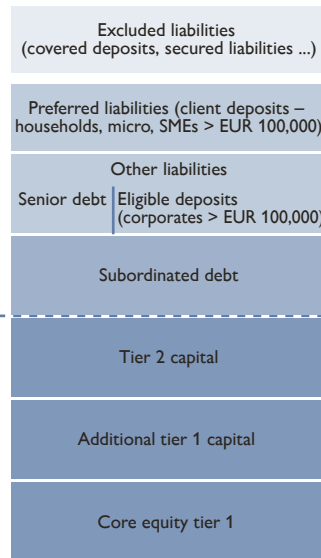 Excluded liabilities
(covered deposits, secured liabilities ...)
Preferred liabilities (client deposits –
households, micro, SMEs > EUR 100,000)
Other liabilities
Senior debt
Eligible deposits
(corporates > EUR 100,000)
Subordinated debt
Tier 2 capital
Additional tier 1 capital
Core equity tier 1